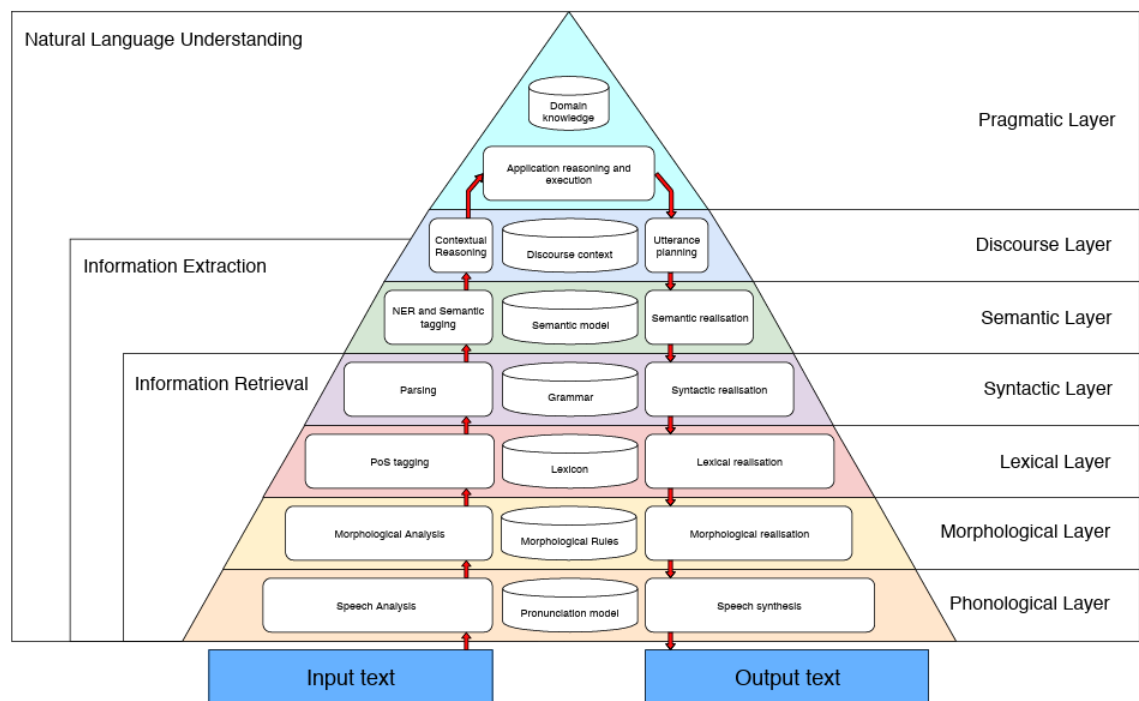 Natural Language Understanding
Domain
knowledge
Pragmatic Layer
Application reasoning and
execution
Contextual
Reasoning
Discourse context
Utterance
planning
Discourse Layer
Information Extraction
NER and Semantic
tagging
Semantic model
Semantic realisation
Semantic Layer
Information Retrieval
Parsing
Grammar
Syntactic realisation
Syntactic Layer
PoS tagging
Lexicon
Lexical realisation
Lexical Layer
Morphological Analysis
Morphological Rules
Morphological realisation
Morphological Layer
Speech Analysis
Pronunciation model
Speech synthesis
Phonological Layer
Input text
Output text